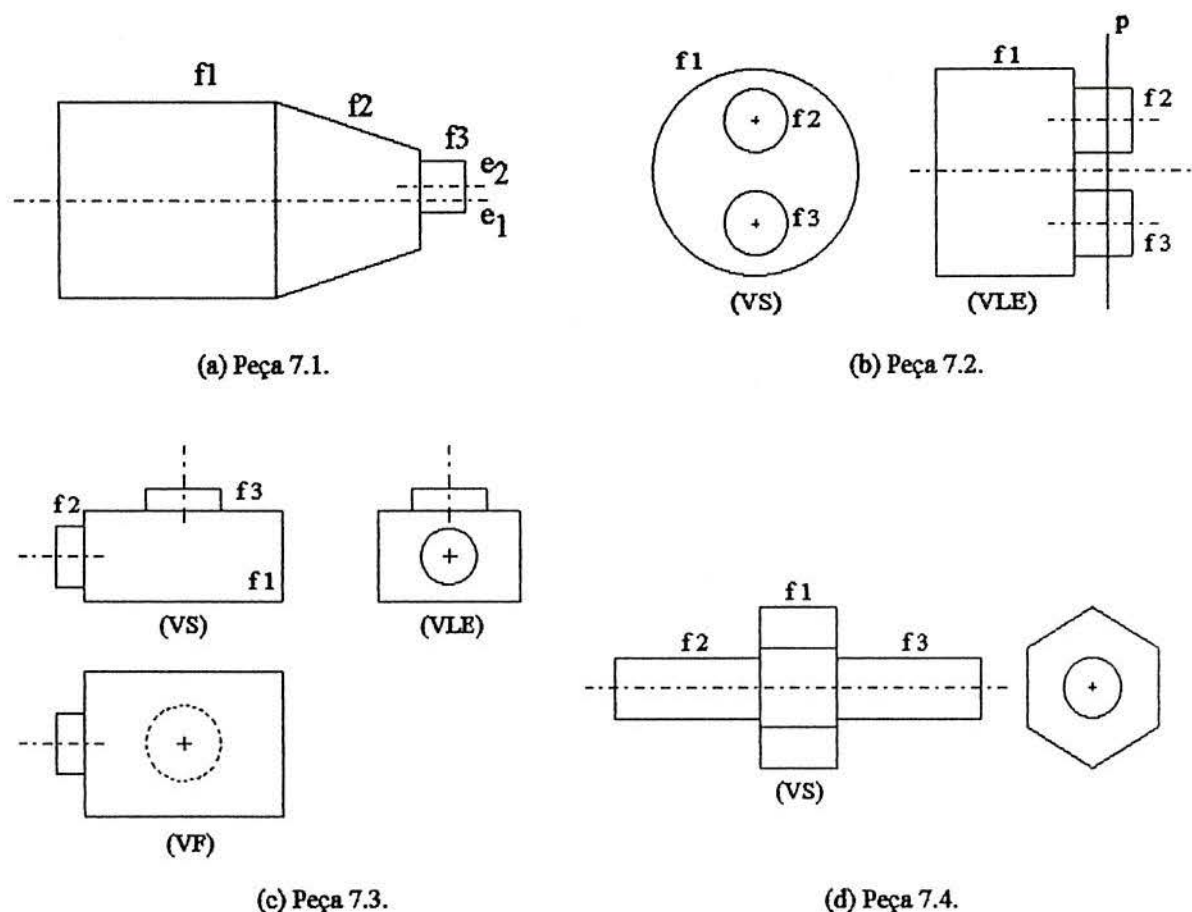 f1
f2
f3
e2
e1
(a) Peça 7.1.
f1
f2
f3
(VS)
p
f1
f2
f3
(VLE)
(b) Peça 7.2.
f2
f3
f1
(VS)
(VLE)
(VF)
(c) Peça 7.3.
f1
f2
f3
(VS)
(d) Peça 7.4.